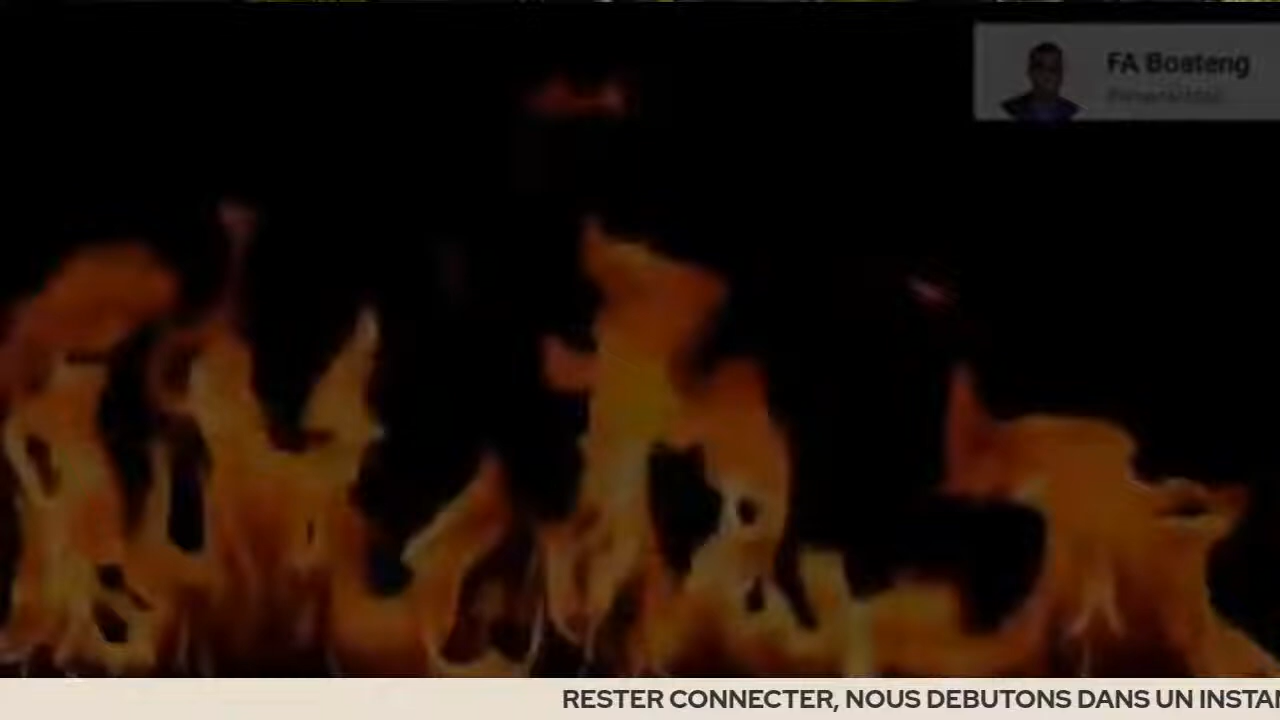 FA Boateng
RESTER CONNECTER, NOUS DEBUTONS DANS UN INSTAN